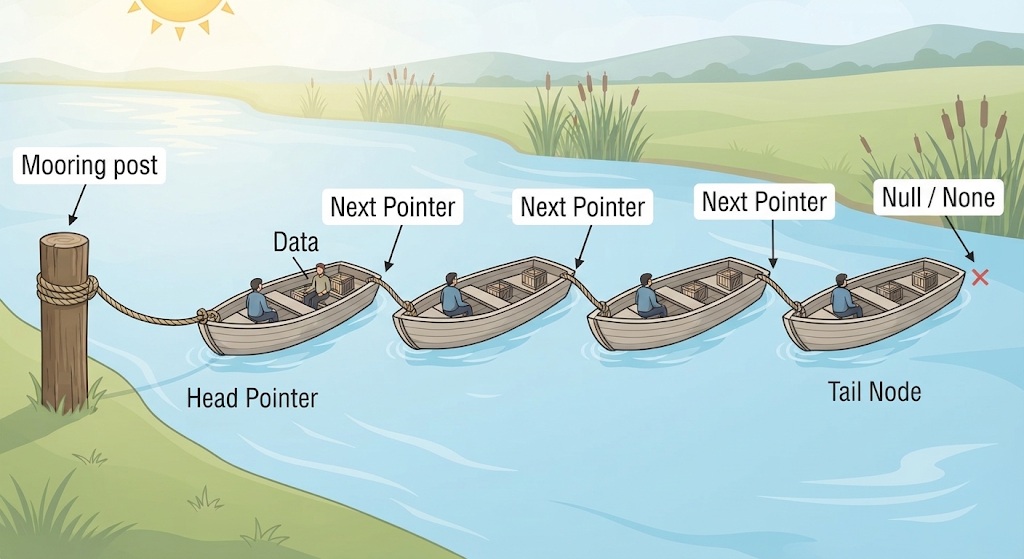 Mooring post
Next Pointer
Next Pointer
Next Pointer
Null / None
Data
Head Pointer
Tail Node